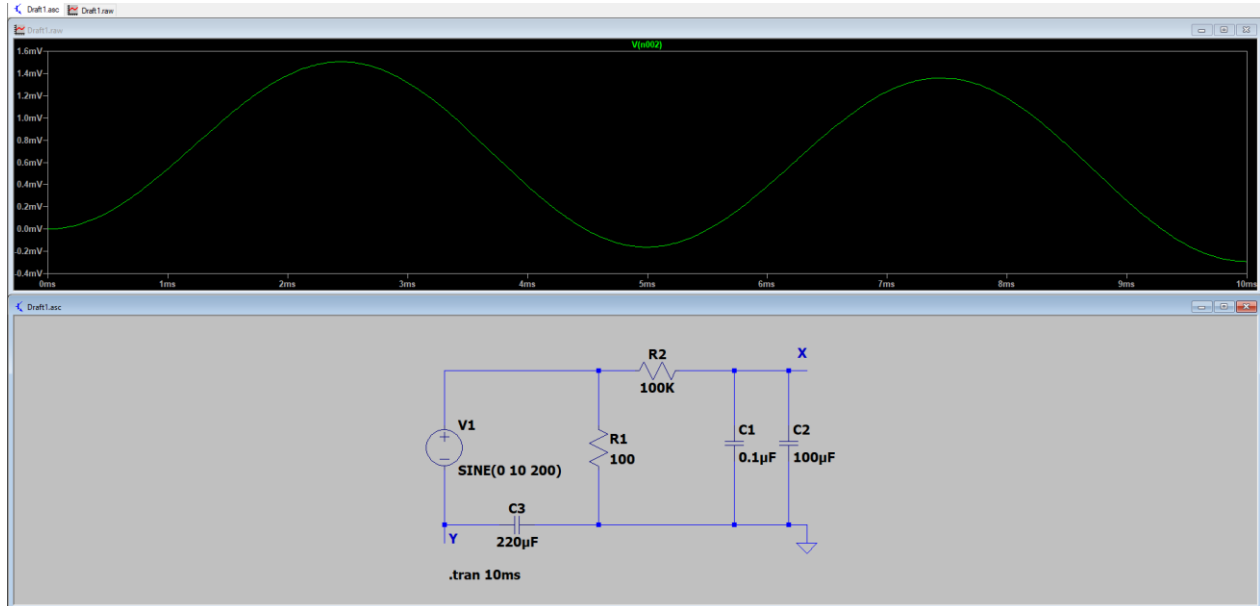 Draft1.asc Draft1.raw
Draft1.raw
V(n002)
1.6mV
1.4mV
1.2mV
1.0mV
0.8mV
0.6mV
0.4mV
0.2mV
0.0mV
-0.2mV
-0.4mV
0ms 1ms 2ms 3ms 4ms 5ms 6ms 7ms 8ms 9ms 10ms
Draft1.asc
R2 X
100K
V1 R1 C1 C2
100 0.1µF 100µF
SINE(0 10 200)
C3
Y 220µF
.tran 10ms